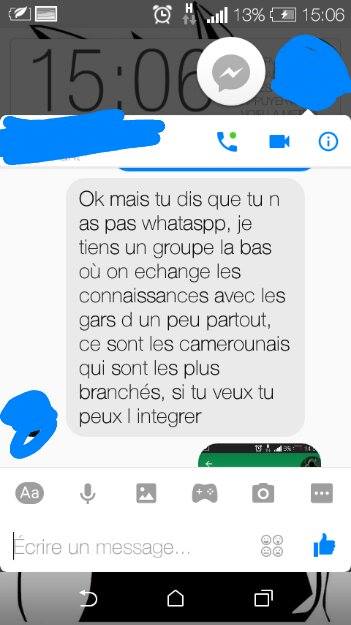 H 13% 15:06
15:06
Ok mais tu dis que tu n
as pas whataspp, je
tiens un groupe la bas
où on echange les
connaissances avec les
gars d un peu partout,
ce sont les camerounais
qui sont les plus
branchés, si tu veux tu
peux l integrer
Aa
Écrire un message...